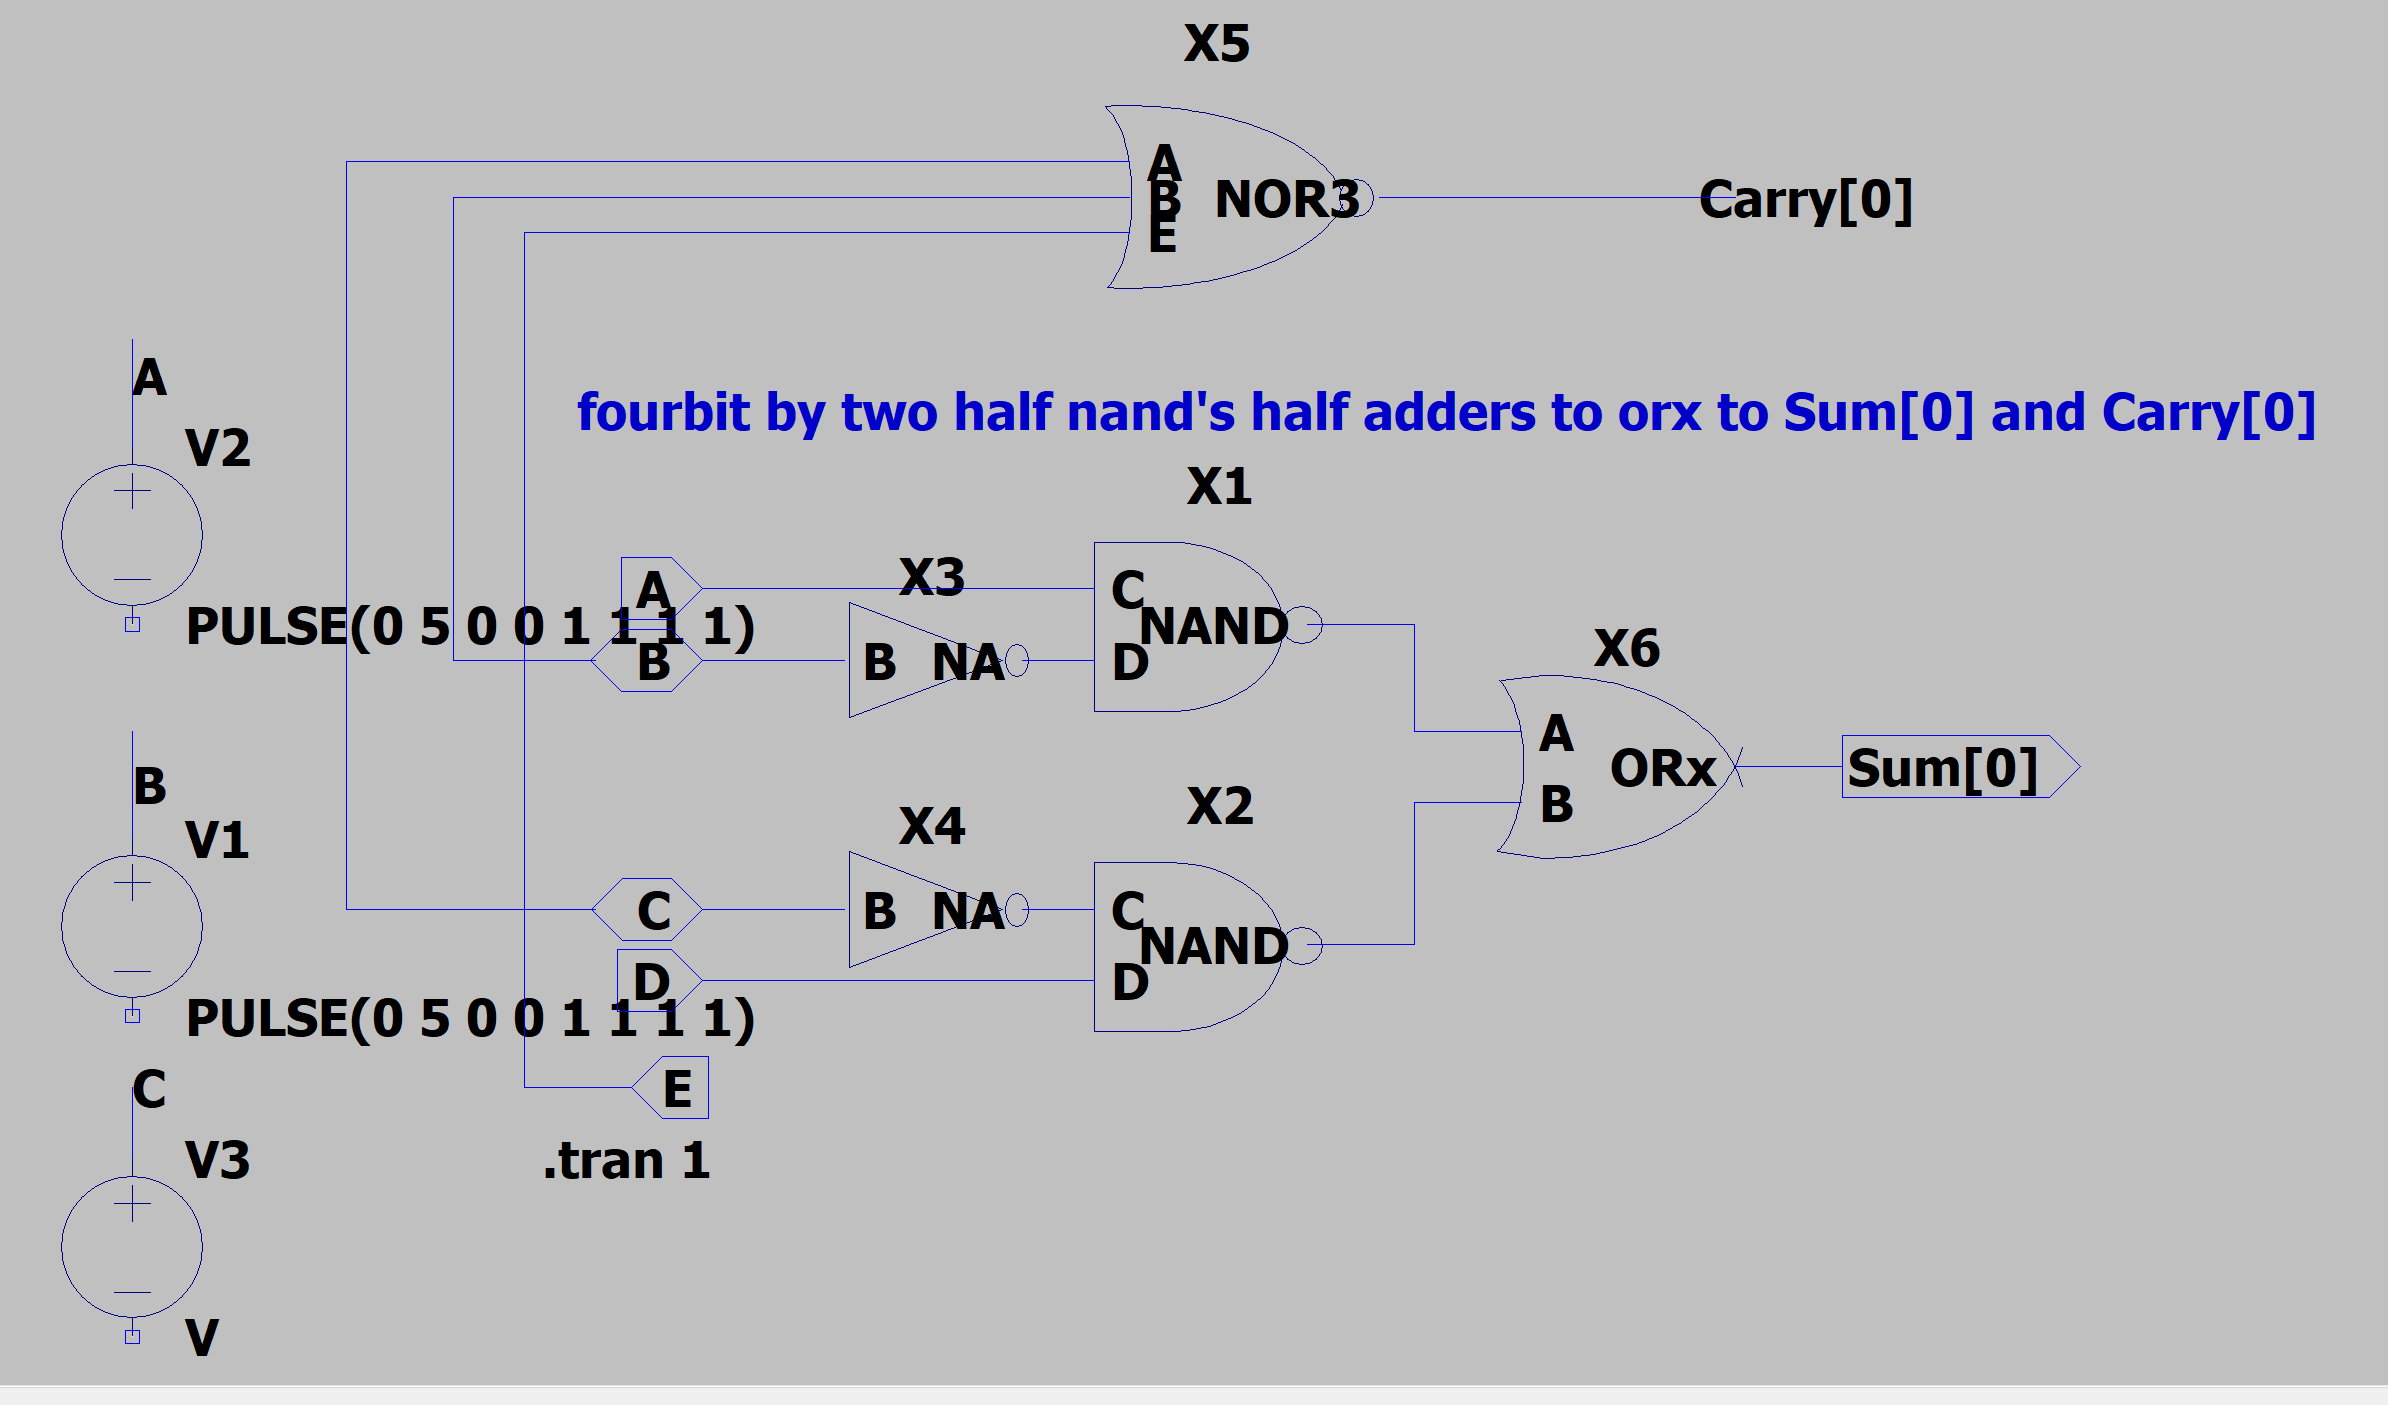 X5
A
B
E
NOR3
Carry[0]
A
V2
PULSE(0 5 0 0 1 1 1 1)
fourbit by two half nand's half adders to orx to Sum[0] and Carry[0]
X1
A
X3
C
NAND
B
B
NA
D
X6
A
ORx
B
Sum[0]
B
V1
PULSE(0 5 0 0 1 1 1 1)
X4
X2
C
B
NA
C
NAND
D
D
C
E
.tran 1
V3
V